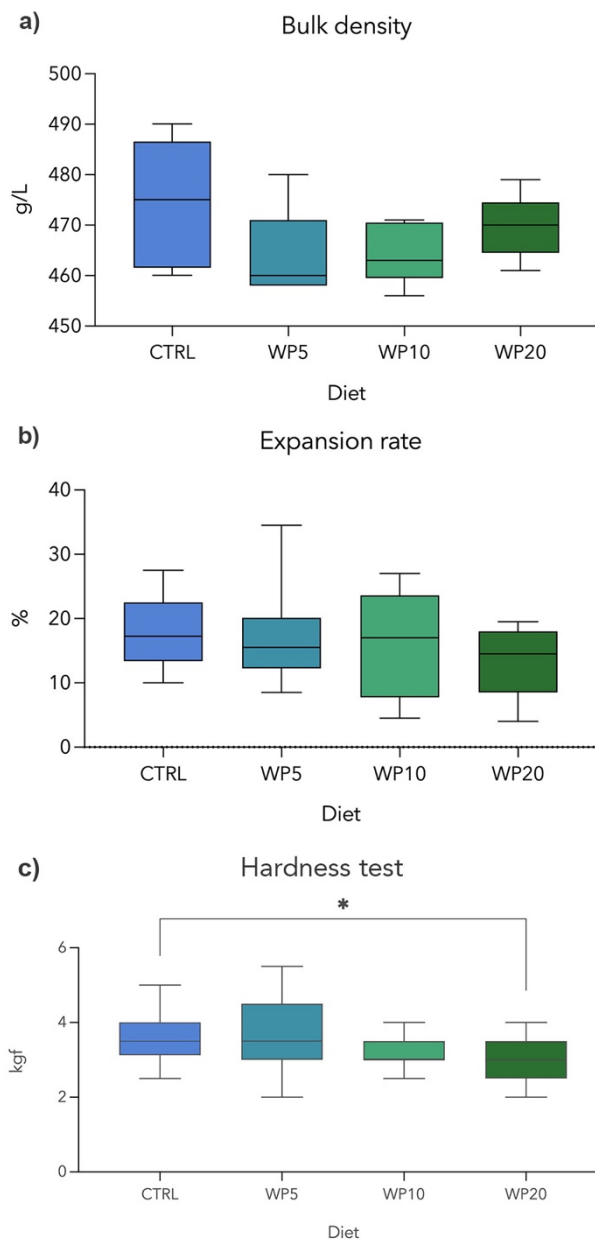 a)
Bulk density
500
490
480
470
460
450
g/L
CTRL WP5 WP10 WP20
Diet
b)
Expansion rate
40
30
20
10
0
%
CTRL WP5 WP10 WP20
Diet
c)
Hardness test
*
6
4
2
0
kgf
CTRL WP5 WP10 WP20
Diet